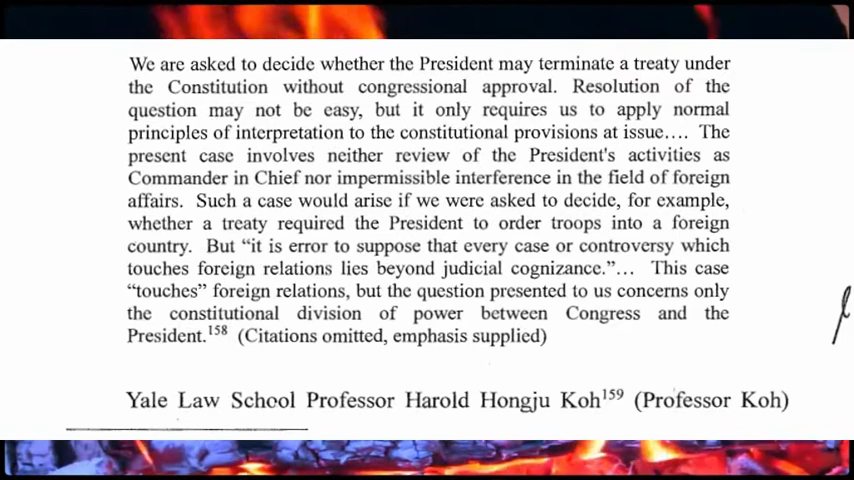 We are asked to decide whether the President may terminate a treaty under
the Constitution without congressional approval. Resolution of the
question may not be easy, but it only requires us to apply normal
principles of interpretation to the constitutional provisions at issue.... The
present case involves neither review of the President's activities as
Commander in Chief nor impermissible interference in the field of foreign
affairs. Such a case would arise if we were asked to decide, for example,
whether a treaty required the President to order troops into a foreign
country. But “it is error to suppose that every case or controversy which
touches foreign relations lies beyond judicial cognizance.”... This case
“touches” foreign relations, but the question presented to us concerns only
the constitutional division of power between Congress and the
President.158 (Citations omitted, emphasis supplied)
Yale Law School Professor Harold Hongju Koh159 (Professor Koh)